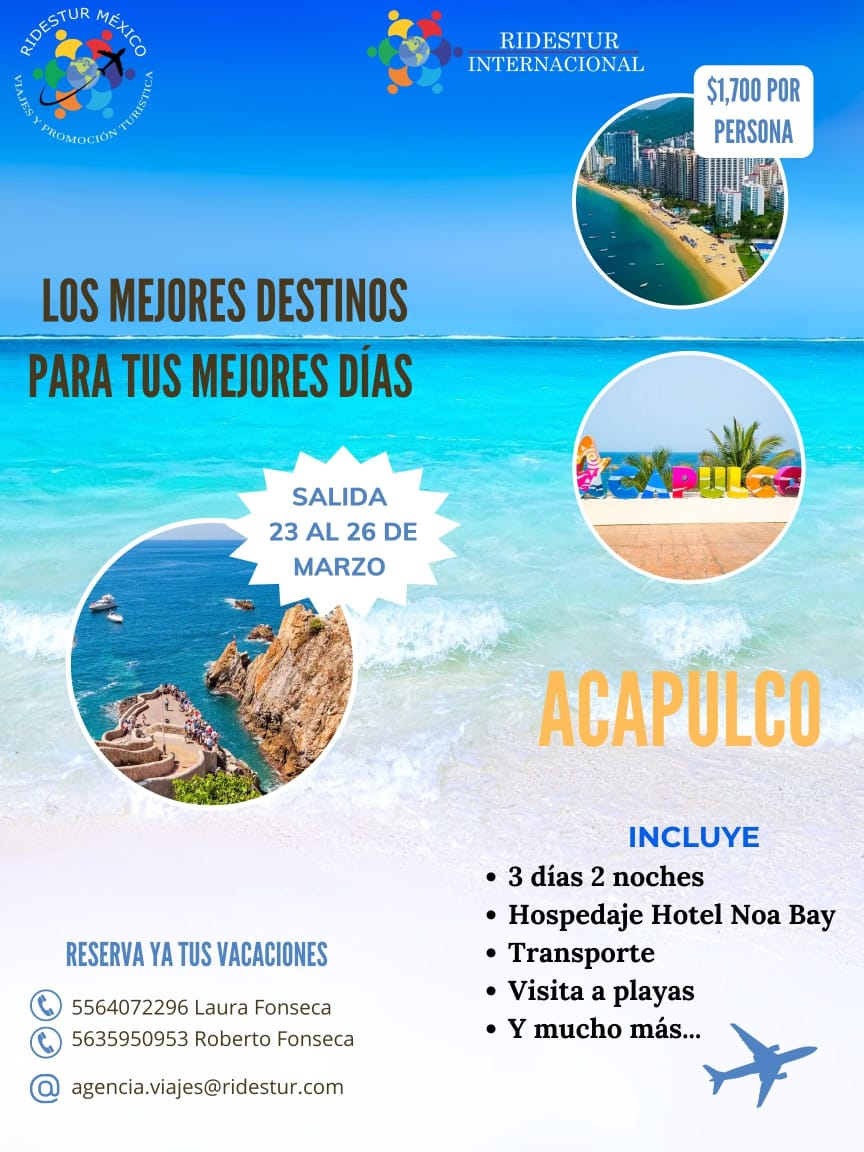 RIDESTUR MÉXICO
VIAJES Y PROMOCIÓN TURISTICA
RIDESTUR
INTERNACIONAL
$1,700 POR
PERSONA
LOS MEJORES DESTINOS
PARA TUS MEJORES DÍAS
ACAPULCO
SALIDA
23 AL 26 DE
MARZO
ACAPULCO
INCLUYE
• 3 días 2 noches
• Hospedaje Hotel Noa Bay
• Transporte
• Visita a playas
• Y mucho más...
RESERVA YA TUS VACACIONES
5564072296 Laura Fonseca
5635950953 Roberto Fonseca
agencia.viajes@ridestur.com